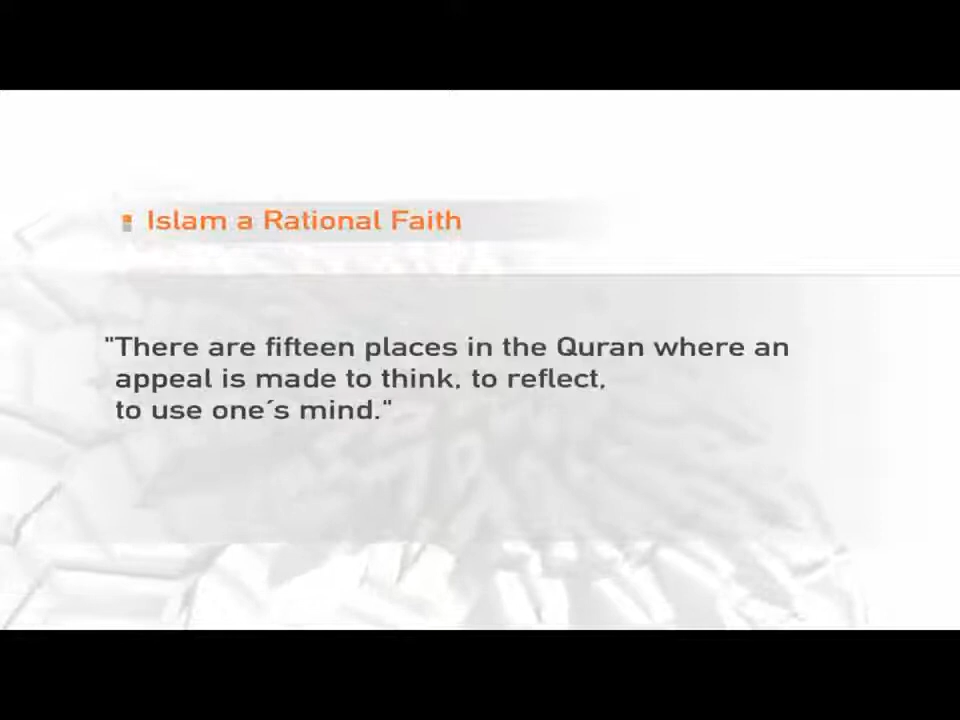 Islam a Rational Faith
"There are fifteen places in the Quran where an
appeal is made to think, to reflect,
to use one´s mind."